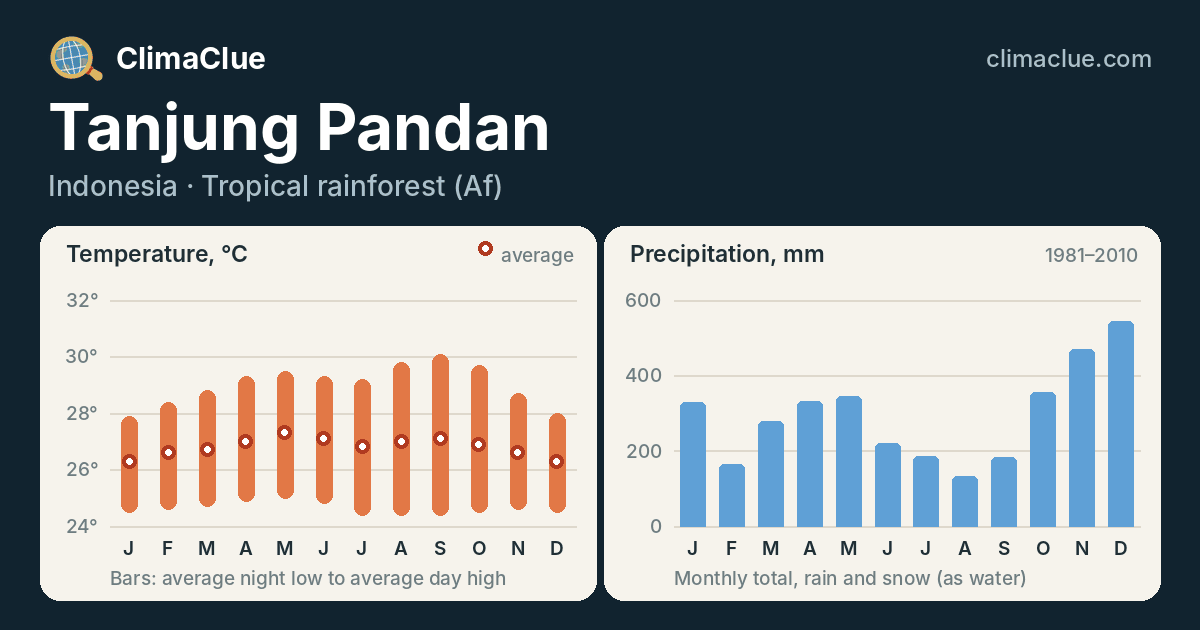 ClimaClue
climaclue.com
Tanjung Pandan
Indonesia · Tropical rainforest (Af)
Temperature, °C
average
32°
30°
28°
26°
24°
J F M A M J J A S O N D
Bars: average night low to average day high
Precipitation, mm
1981–2010
600
400
200
0
J F M A M J J A S O N D
Monthly total, rain and snow (as water)